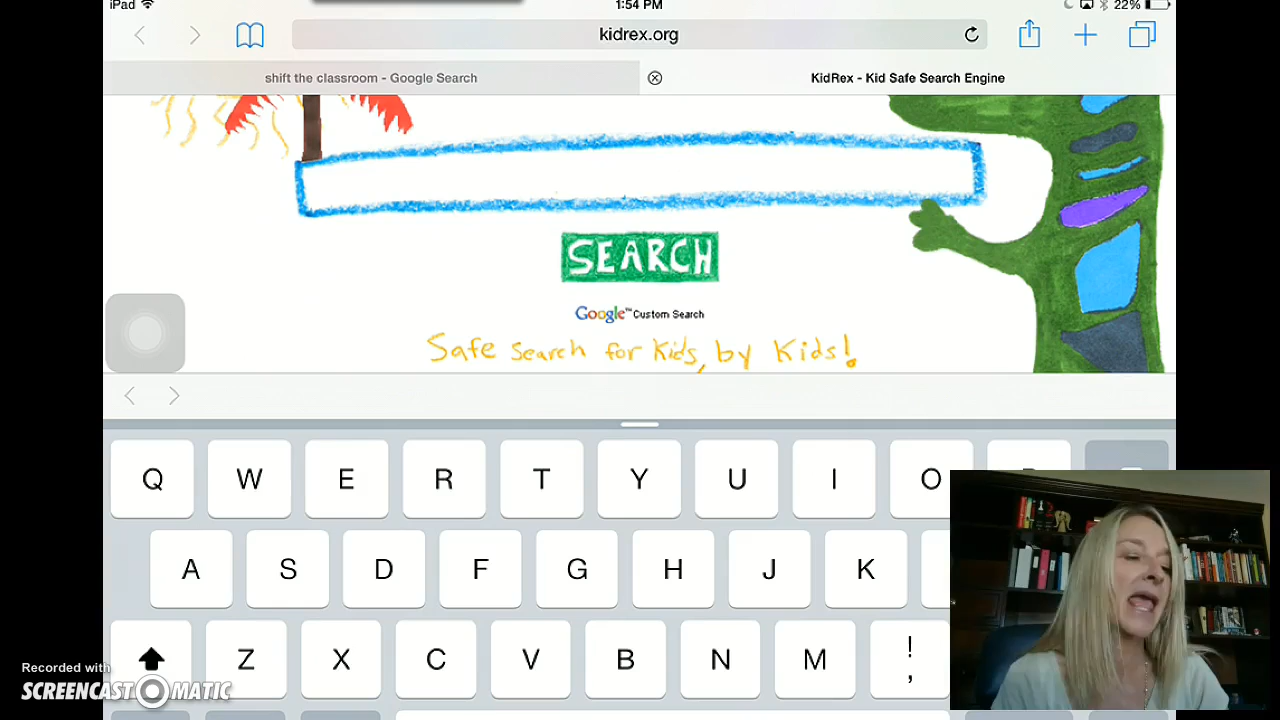 iPad 1:54 PM 22%
kidrex.org
shift the classroom - Google Search KidRex - Kid Safe Search Engine
SEARCH
Google™ Custom Search
Safe Search for Kids, by Kids!
Q W E R T Y U I O
A S D F G H J K
Z X C V B N M ! ,
Recorded with
SCREENCAST-O-MATIC